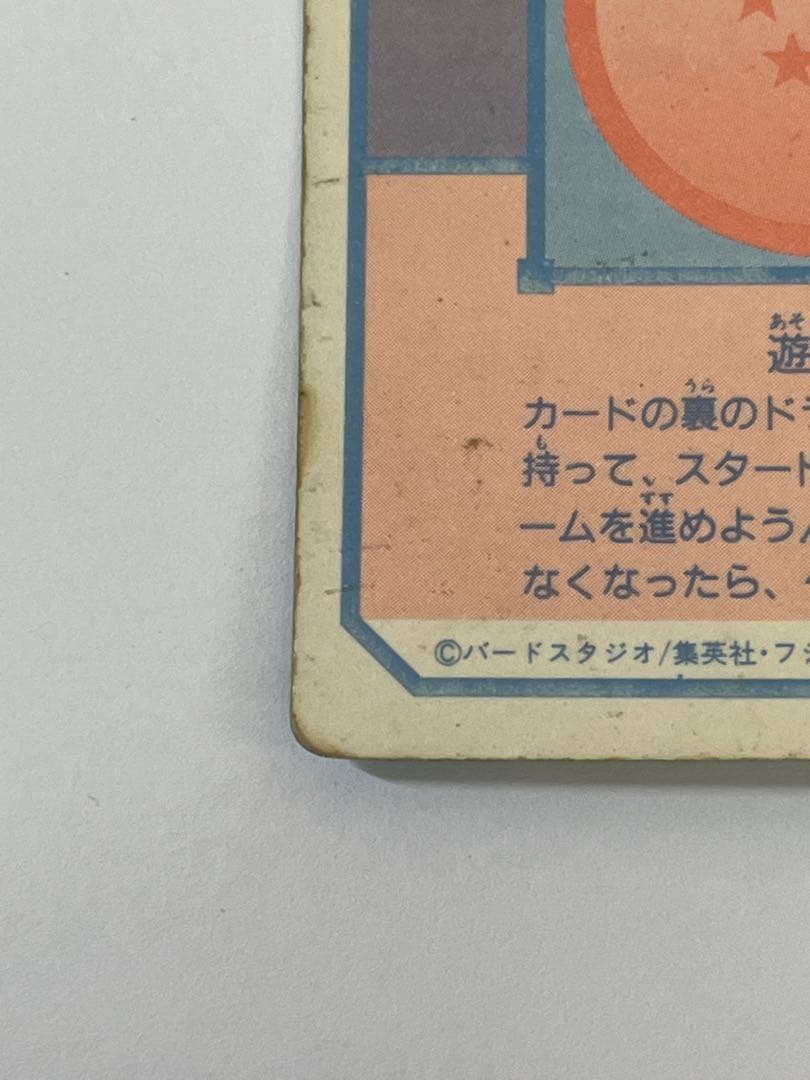 遊
カードの裏のド
持って、スタード
ームを進めよう
なくなったら、
©バードスタジオ/集英社・フジ